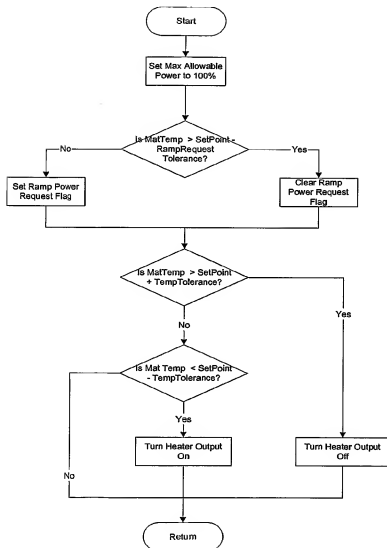 Start
Set Max Allowable
Power to 100%
Is MatTemp > SetPoint -
RampRequest
Tolerance?
No
Yes
Set Ramp Power
Request Flag
Clear Ramp
Power Request
Flag
Is MatTemp > SetPoint
+ TempTolerance?
Yes
No
Is Mat Temp < SetPoint
- TempTolerance?
Yes
Turn Heater Output
On
Turn Heater Output
Off
No
Return